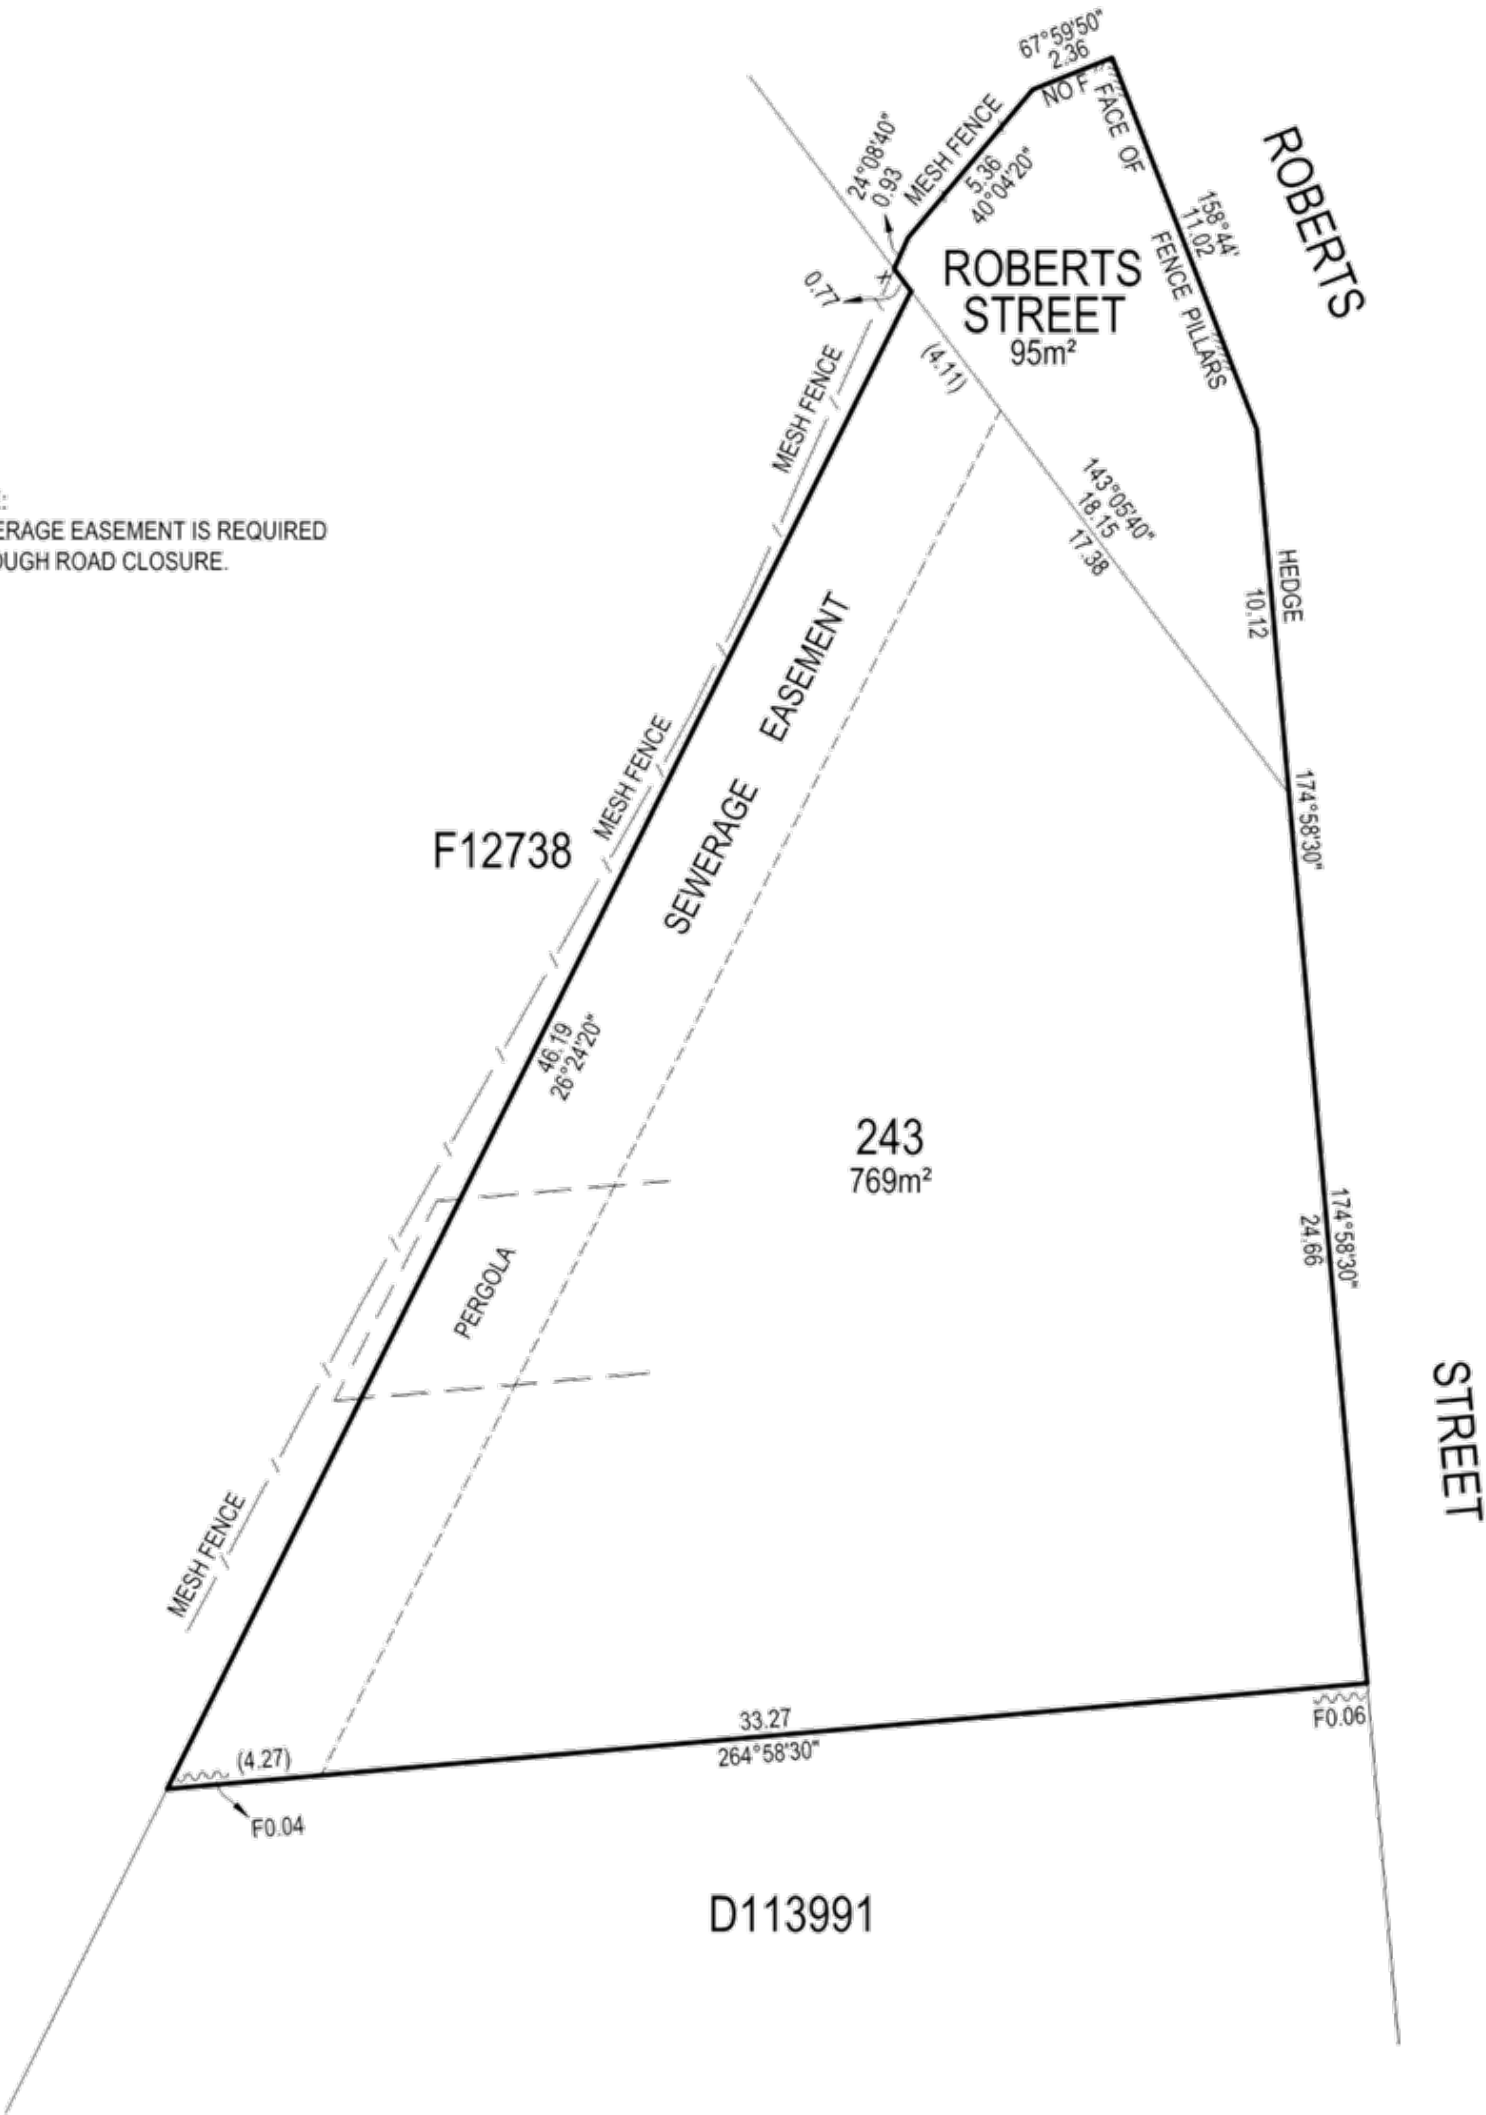 67°59'50"
2.36
NO F
FACE OF
FENCE PILLARS
158°44'
11.02
ROBERTS
MESH FENCE
5.36
40°04'20"
24°08'40"
0.93
x
0.77
ROBERTS
STREET
95m²
(4.11)
MESH FENCE
143°05'40"
18.15
17.38
HEDGE
10.12
ERAGE EASEMENT IS REQUIRED
OUGH ROAD CLOSURE.
SEWERAGE EASEMENT
MESH FENCE
F12738
174°58'30"
46.19
26°24'20"
243
769m²
174°58'30"
24.66
PERGOLA
STREET
MESH FENCE
33.27
264°58'30"
(4.27)
F0.04
F0.06
D113991